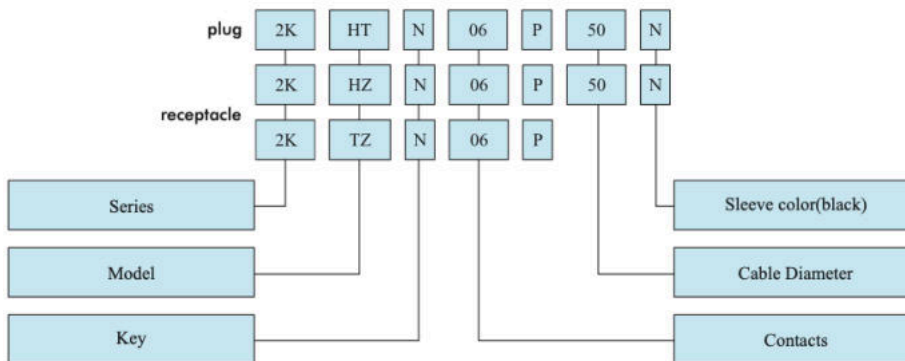 plug 2K HT N 06 P 50 N
2K HZ N 06 P 50 N
receptacle
2K TZ N 06 P
Series Sleeve color(black)
Model Cable Diameter
Key Contacts